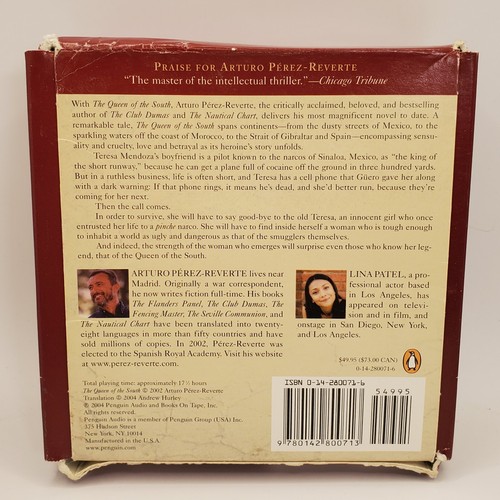 PRAISE FOR ARTURO PÉREZ-REVERTE
"The master of the intellectual thriller."—Chicago Tribune
With The Queen of the South, Arturo Pérez-Reverte, the critically acclaimed, beloved, and bestselling
author of The Club Dumas and The Nautical Chart, delivers his most magnificent novel to date. A
remarkable tale, The Queen of the South spans continents—from the dusty streets of Mexico, to the
sparkling waters off the coast of Morocco, to the Strait of Gibraltar and Spain—encompassing sensu-
ality and cruelty, love and betrayal as its heroine's story unfolds.
Teresa Mendoza's boyfriend is a pilot known to the narcos of Sinaloa, Mexico, as "the king of
the short runway," because he can get a plane full of cocaine off the ground in three hundred yards.
But in a ruthless business, life is often short, and Teresa has a cell phone that Güero gave her along
with a dark warning: If that phone rings, it means he's dead, and she'd better run, because they're
coming for her next.
Then the call comes.
In order to survive, she will have to say good-bye to the old Teresa, an innocent girl who once
entrusted her life to a pinche narco. She will have to find inside herself a woman who is tough enough
to inhabit a world as ugly and dangerous as that of the smugglers themselves.
And indeed, the strength of the woman who emerges will surprise even those who know her leg-
end, that of the Queen of the South.
ARTURO PÉREZ-REVERTE lives near
Madrid. Originally a war correspondent,
he now writes fiction full-time. His books
The Flanders Panel, The Club Dumas, The
Fencing Master, The Seville Communion, and
The Nautical Chart have been translated into twenty-
eight languages in more than fifty countries and have
sold millions of copies. In 2002, Pérez-Reverte was
elected to the Spanish Royal Academy. Visit his website
at www.perez-reverte.com.
LINA PATEL, a pro-
fessional actor based
in Los Angeles, has
appeared on televi-
sion and in film, and
onstage in San Diego, New York,
and Los Angeles.
$49.95 ($73.00 CAN)
0-14-280071-6
Total playing time: approximately 17½ hours
The Queen of the South © 2002 Arturo Pérez-Reverte
Translation © 2004 Andrew Hurley
℗ 2004 Penguin Audio and Books On Tape, Inc.
All rights reserved.
Penguin Audio is a member of Penguin Group (USA) Inc.
375 Hudson Street
New York, NY 10014
Manufactured in the U.S.A.
www.penguin.com
ISBN 0-14-280071-6
54995
9 780142 800713